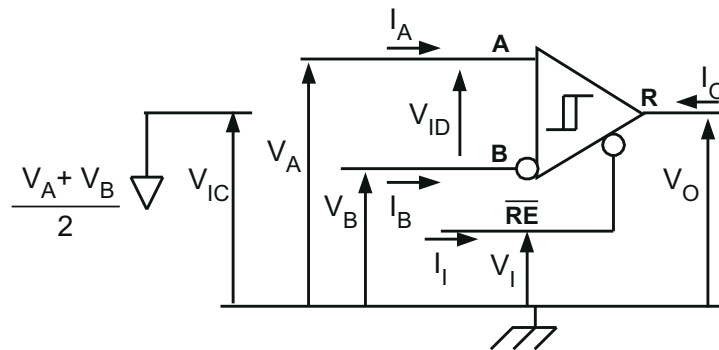 I_A
A
I_O
R
V_ID
V_A
B
V_A + V_B
2
V_IC
V_B
I_B
RE
V_O
I_I
V_I